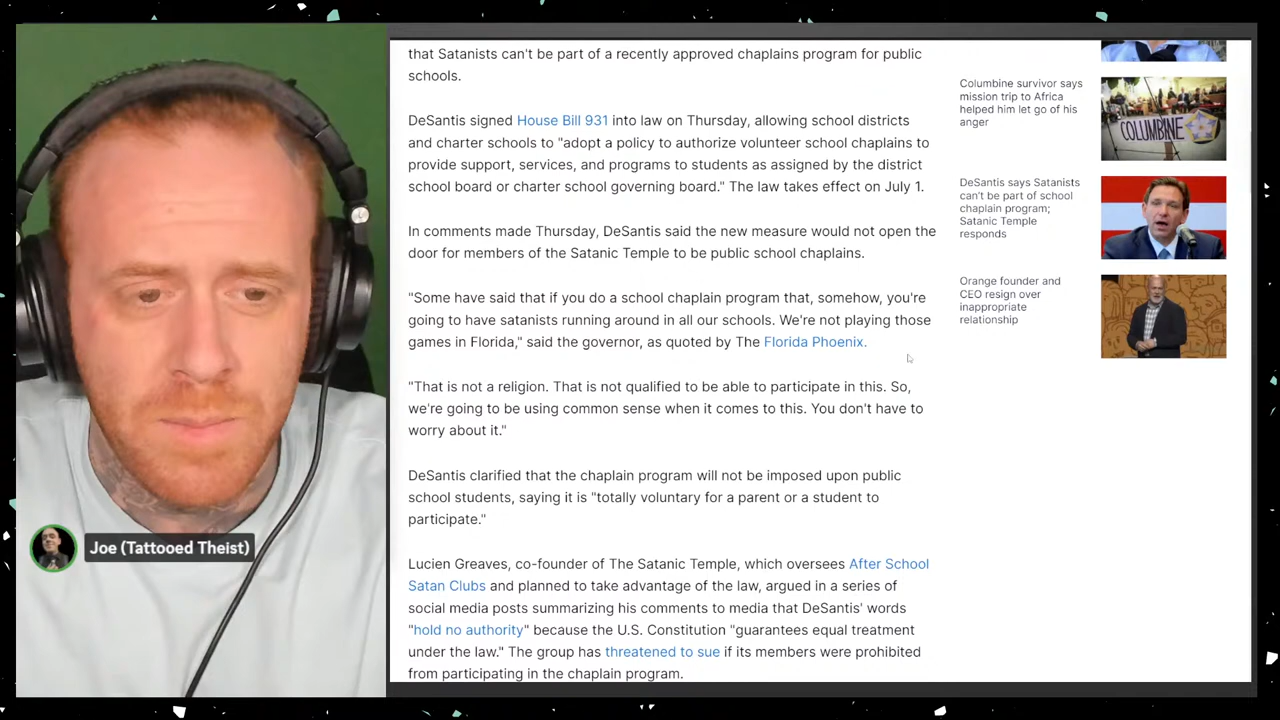 that Satanists can't be part of a recently approved chaplains program for public
schools.
DeSantis signed House Bill 931 into law on Thursday, allowing school districts
and charter schools to "adopt a policy to authorize volunteer school chaplains to
provide support, services, and programs to students as assigned by the district
school board or charter school governing board." The law takes effect on July 1.
In comments made Thursday, DeSantis said the new measure would not open the
door for members of the Satanic Temple to be public school chaplains.
"Some have said that if you do a school chaplain program that, somehow, you're
going to have satanists running around in all our schools. We're not playing those
games in Florida," said the governor, as quoted by The Florida Phoenix.
"That is not a religion. That is not qualified to be able to participate in this. So,
we're going to be using common sense when it comes to this. You don't have to
worry about it."
DeSantis clarified that the chaplain program will not be imposed upon public
school students, saying it is "totally voluntary for a parent or a student to
participate."
Lucien Greaves, co-founder of The Satanic Temple, which oversees After School
Satan Clubs and planned to take advantage of the law, argued in a series of
social media posts summarizing his comments to media that DeSantis' words
"hold no authority" because the U.S. Constitution "guarantees equal treatment
under the law." The group has threatened to sue if its members were prohibited
from participating in the chaplain program.
Columbine survivor says
mission trip to Africa
helped him let go of his
anger
COLUMBINE
DeSantis says Satanists
can't be part of school
chaplain program;
Satanic Temple
responds
Orange founder and
CEO resign over
inappropriate
relationship
Joe (Tattooed Theist)